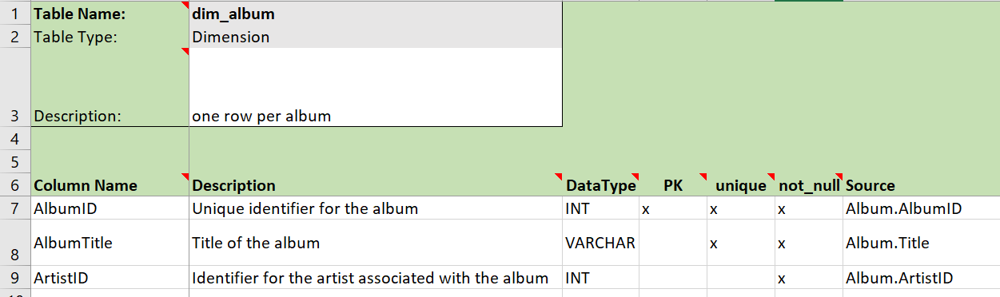 1 Table Name: dim_album
2 Table Type: Dimension
3 Description: one row per album
4
5
6 Column Name Description DataType PK unique not_null Source
7 AlbumID Unique identifier for the album INT x x x Album.AlbumID
8 AlbumTitle Title of the album VARCHAR x x Album.Title
9 ArtistID Identifier for the artist associated with the album INT x Album.ArtistID